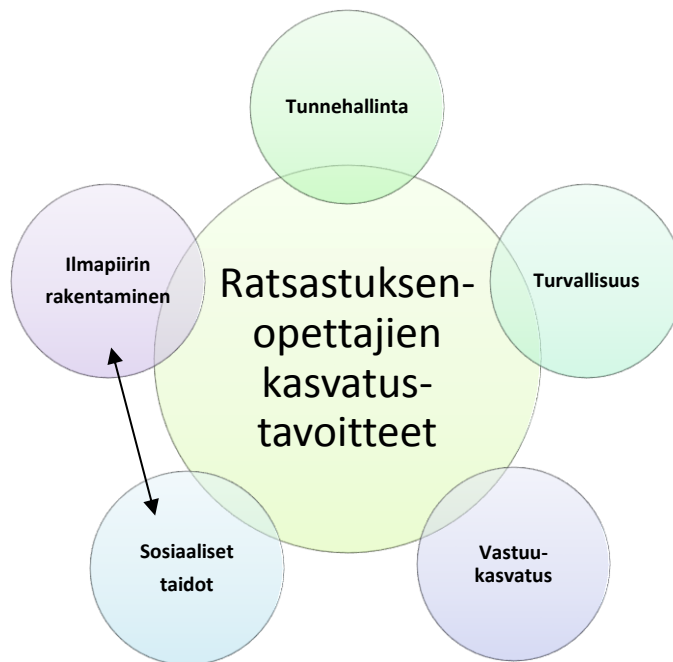 Tunnehallinta
Ilmapiirin
rakentaminen
Turvallisuus
Ratsastuksen-
opettajien
kasvatus-
tavoitteet
Sosiaaliset
taidot
Vastuu-
kasvatus